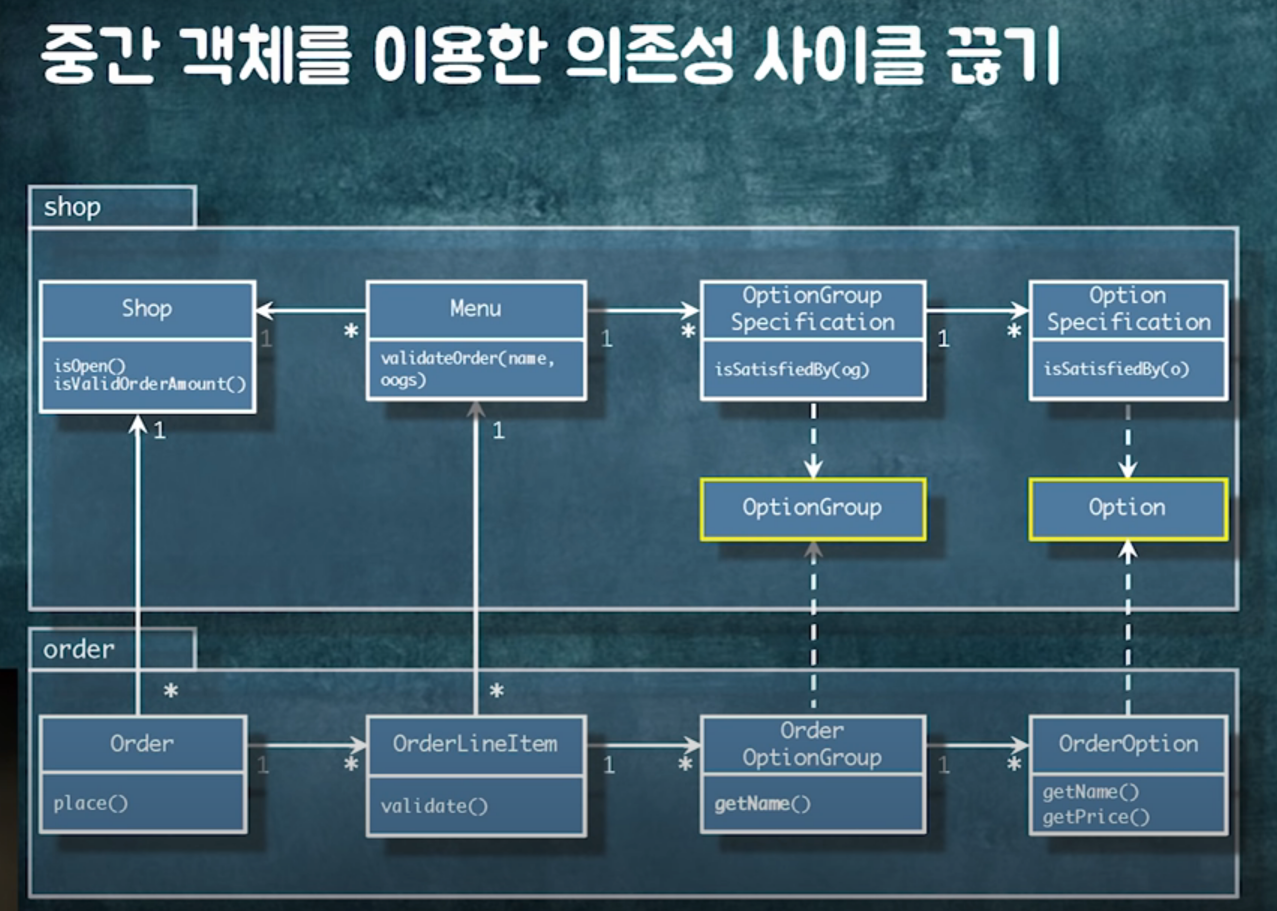 중간 객체를 이용한 의존성 사이클 끊기
shop
Shop
isOpen()
isValidOrderAmount()
1
*
Menu
validateOrder(name,
oogs)
1
*
OptionGroup
Specification
isSatisfiedBy(og)
1
*
Option
Specification
isSatisfiedBy(o)
1
1
OptionGroup
Option
order
*
*
Order
place()
1
*
OrderLineItem
validate()
1
*
Order
OptionGroup
getName()
1
*
OrderOption
getName()
getPrice()